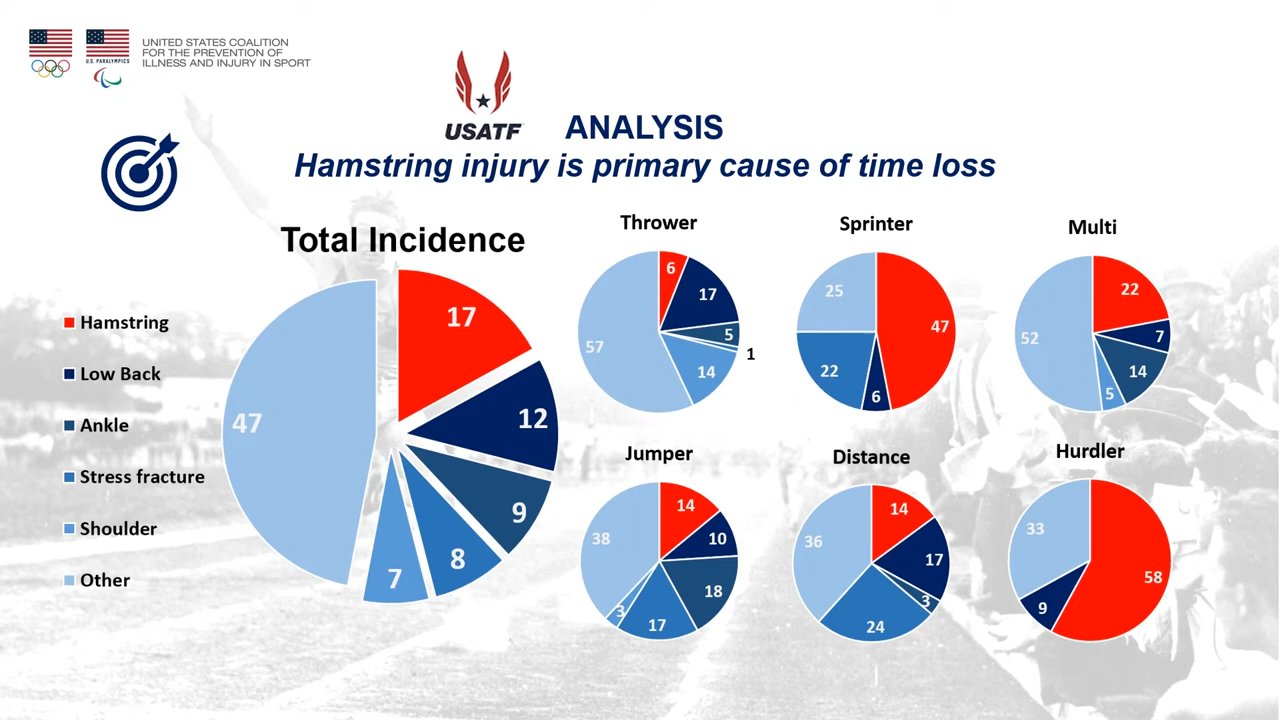 UNITED STATES COALITION
FOR THE PREVENTION OF
ILLNESS AND INJURY IN SPORT
U.S. PARALYMPICS
USATF
ANALYSIS
Hamstring injury is primary cause of time loss
Total Incidence
Hamstring
Low Back
Ankle
Stress fracture
Shoulder
Other
17
12
9
8
7
47
Thrower
6
17
5
1
14
57
Sprinter
47
6
22
25
Multi
22
7
14
5
52
Jumper
14
10
18
17
3
38
Distance
14
17
3
24
36
Hurdler
58
9
33